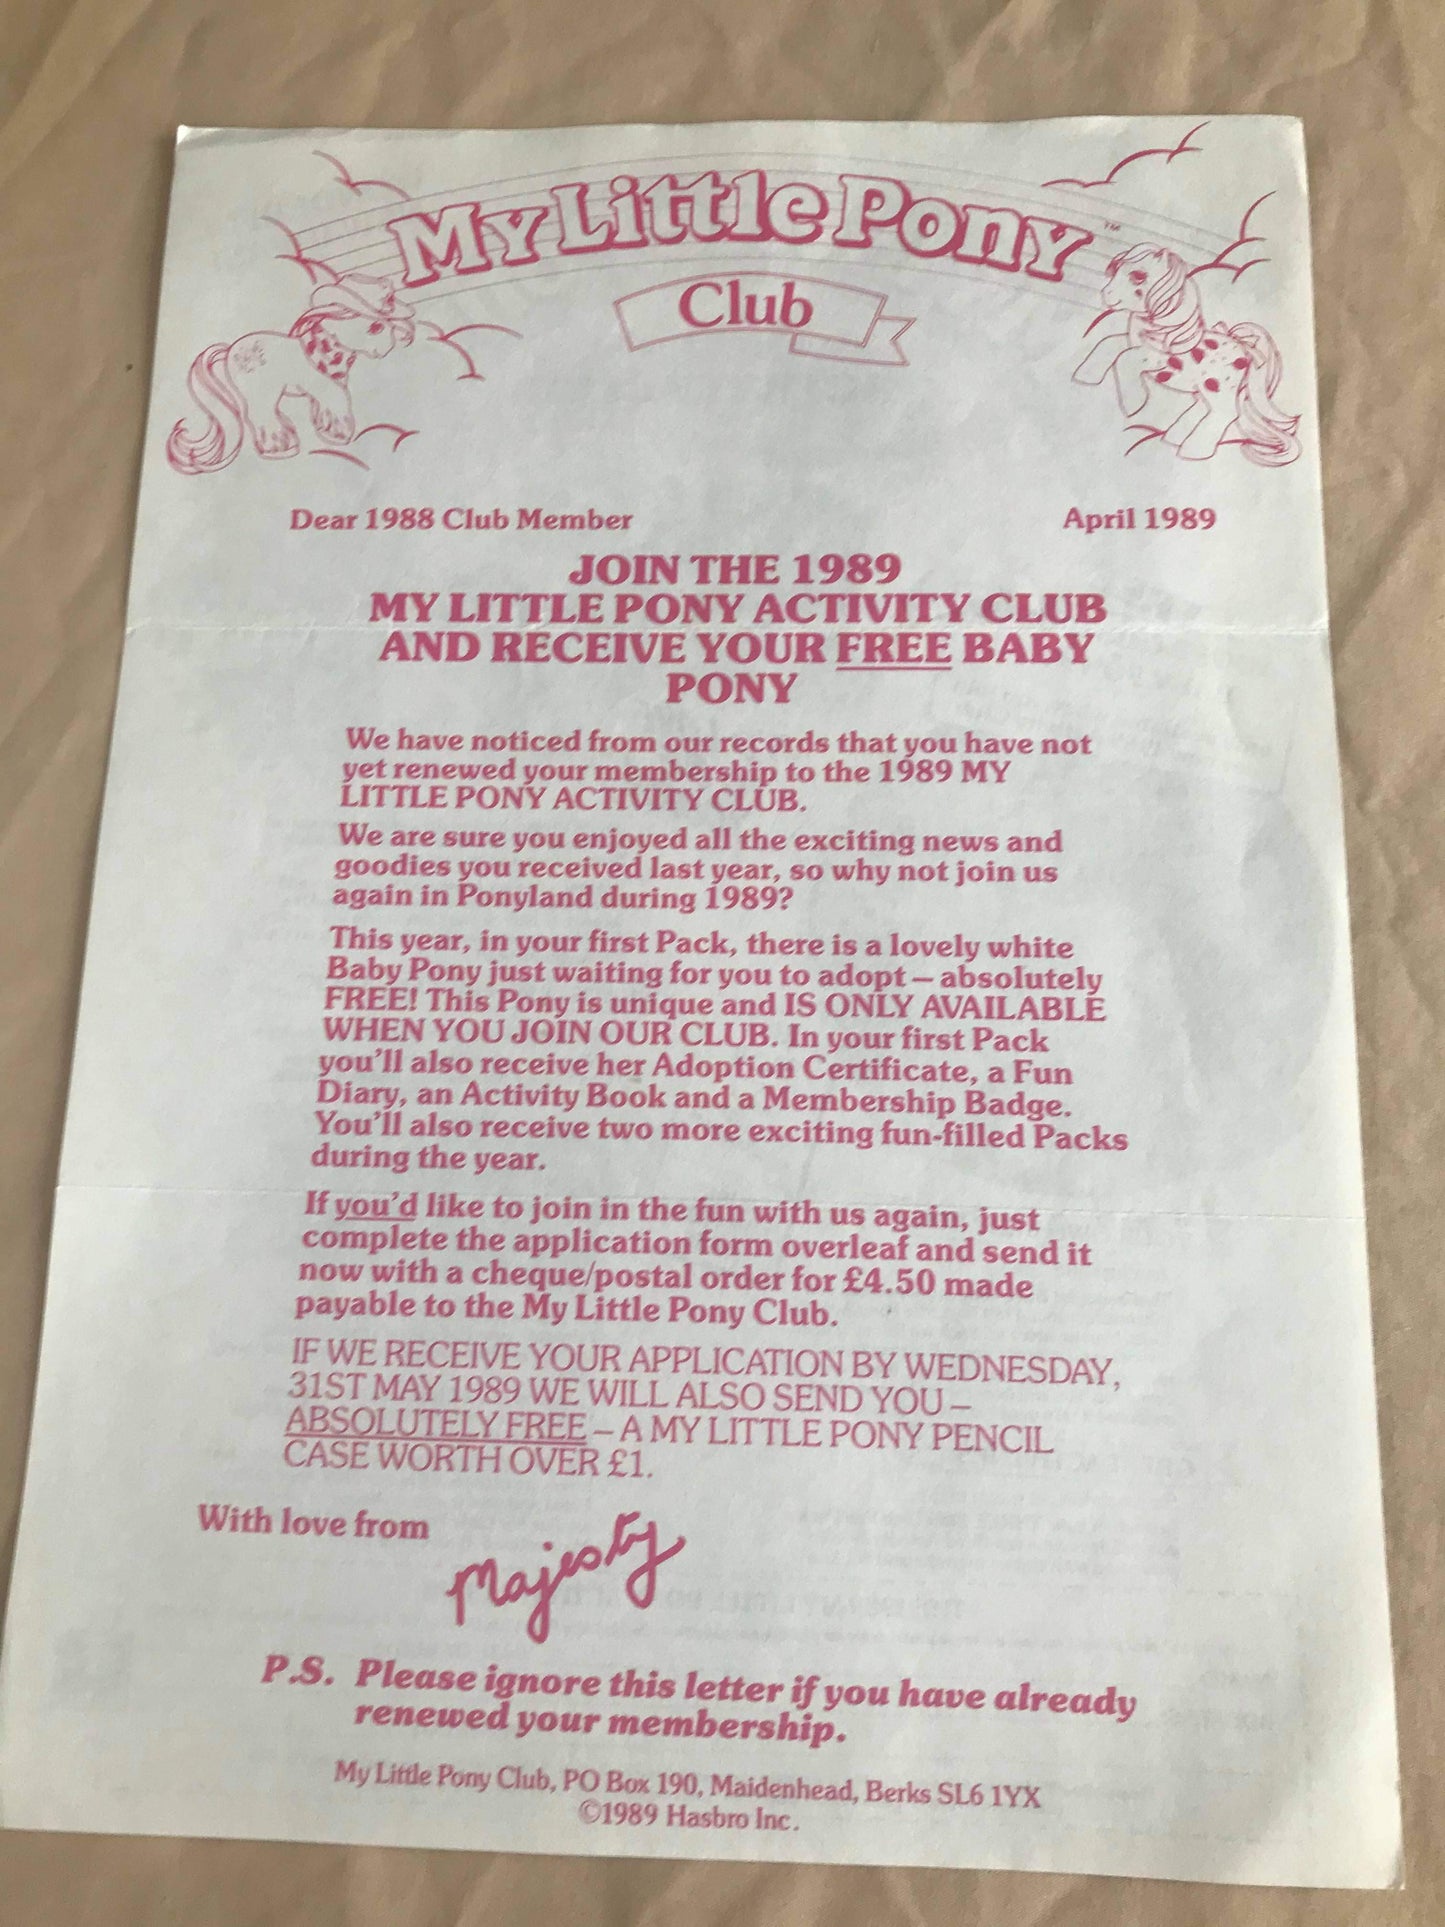 My Little Pony™
Club
Dear 1988 Club Member April 1989
JOIN THE 1989
MY LITTLE PONY ACTIVITY CLUB
AND RECEIVE YOUR FREE BABY
PONY
We have noticed from our records that you have not
yet renewed your membership to the 1989 MY
LITTLE PONY ACTIVITY CLUB.
We are sure you enjoyed all the exciting news and
goodies you received last year, so why not join us
again in Ponyland during 1989?
This year, in your first Pack, there is a lovely white
Baby Pony just waiting for you to adopt – absolutely
FREE! This Pony is unique and IS ONLY AVAILABLE
WHEN YOU JOIN OUR CLUB. In your first Pack
you'll also receive her Adoption Certificate, a Fun
Diary, an Activity Book and a Membership Badge.
You'll also receive two more exciting fun-filled Packs
during the year.
If you'd like to join in the fun with us again, just
complete the application form overleaf and send it
now with a cheque/postal order for £4.50 made
payable to the My Little Pony Club.
IF WE RECEIVE YOUR APPLICATION BY WEDNESDAY,
31ST MAY 1989 WE WILL ALSO SEND YOU –
ABSOLUTELY FREE – A MY LITTLE PONY PENCIL
CASE WORTH OVER £1.
With love from
Majesty
P.S. Please ignore this letter if you have already
renewed your membership.
My Little Pony Club, PO Box 190, Maidenhead, Berks SL6 1YX
©1989 Hasbro Inc.